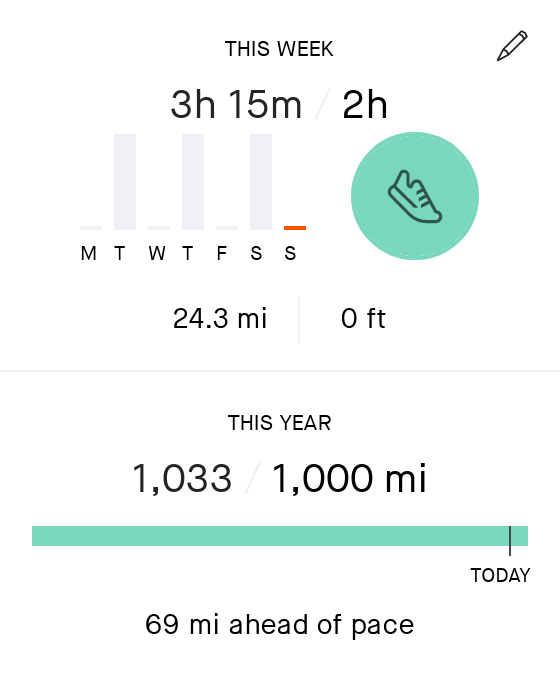 THIS WEEK
3h 15m / 2h
M T W T F S S
24.3 mi 0 ft
THIS YEAR
1,033 / 1,000 mi
TODAY
69 mi ahead of pace